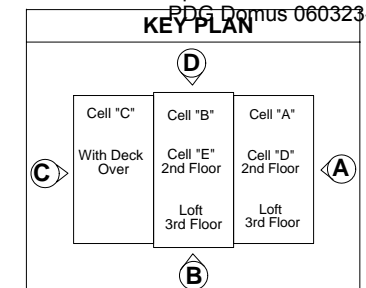 PDG Domus 060323
KEY PLAN
D
Cell "C"
With Deck
Over
Cell "B"
Cell "E"
2nd Floor
Loft
3rd Floor
Cell "A"
Cell "D"
2nd Floor
Loft
3rd Floor
C
A
B